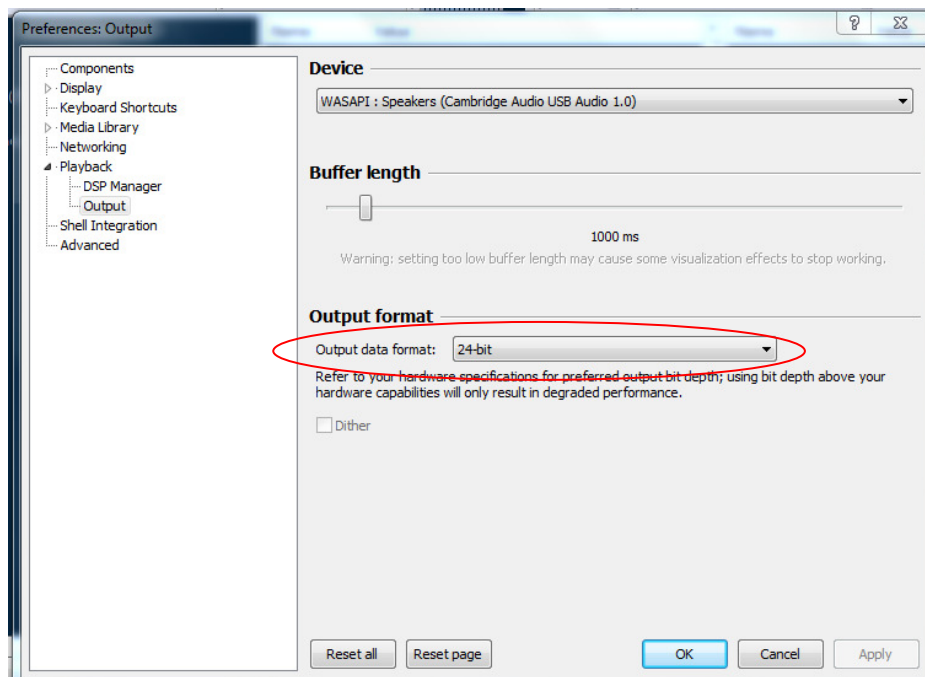 Preferences: Output
Components
Display
Keyboard Shortcuts
Media Library
Networking
Playback
DSP Manager
Output
Shell Integration
Advanced
Device
WASAPI : Speakers (Cambridge Audio USB Audio 1.0)
Buffer length
1000 ms
Warning: setting too low buffer length may cause some visualization effects to stop working.
Output format
Output data format: 24-bit
Refer to your hardware specifications for preferred output bit depth; using bit depth above your
hardware capabilities will only result in degraded performance.
Dither
Reset all Reset page OK Cancel Apply